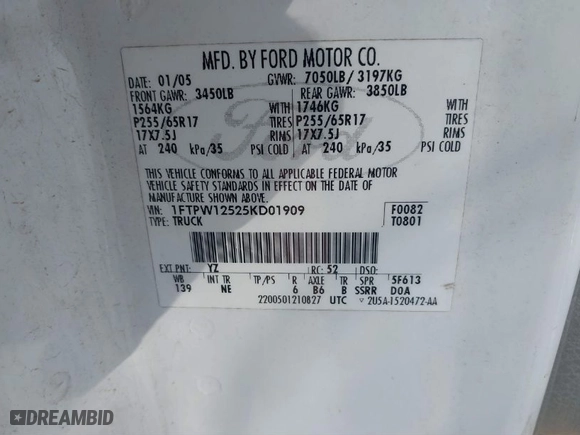 MFD. BY FORD MOTOR CO.
DATE: 01/05 GVWR: 7050LB/ 3197KG
FRONT GAWR: 3450LB REAR GAWR: 3850LB
1564KG WITH 1746KG WITH
P255/65R17 TIRES P255/65R17 TIRES
17X7.5J RIMS 17X7.5J RIMS
AT 240 kPa/35 PSI COLD AT 240 kPa/35 PSI COLD
Ford
THIS VEHICLE CONFORMS TO ALL APPLICABLE FEDERAL MOTOR
VEHICLE SAFETY STANDARDS IN EFFECT ON THE DATE OF
MANUFACTURE SHOWN ABOVE.
VIN: 1FTPW12525KD01909 F0082
TYPE: TRUCK T0801
EXT PNT: YZ RC: 52 DSO:
WB INT TR TP/PS R AXLE TR SPR 5F613
139 NE 6 B6 B SSRR DOA
2200501210827 UTC 2U5A-1520472-AA
DREAMBID